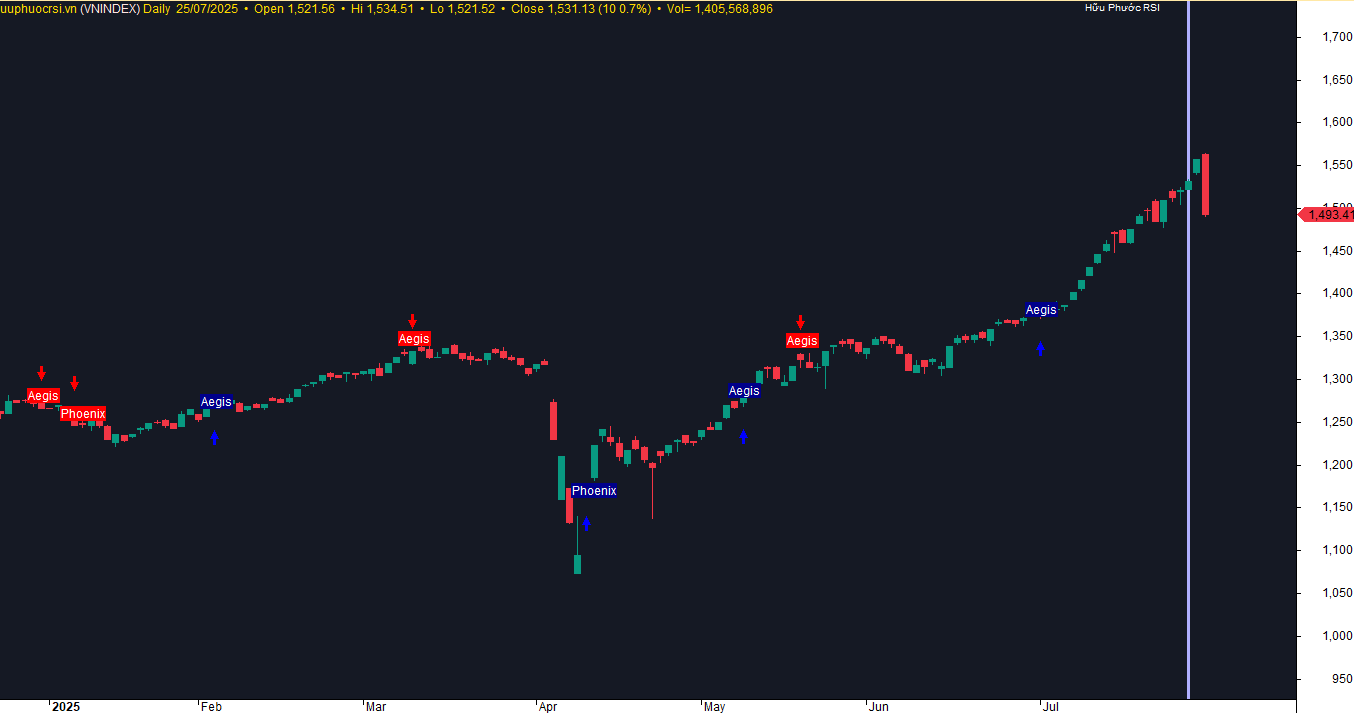 uuphuocrsi.vn (VNINDEX) Daily 25/07/2025 • Open 1,521.56 • Hi 1,534.51 • Lo 1,521.52 • Close 1,531.13 (10 0.7%) • Vol= 1,405,568,896
Hữu Phước RSI
1,700
1,650
1,600
1,550
1,500
1,493.41
1,450
1,400
1,350
1,300
1,250
1,200
1,150
1,100
1,050
1,000
950
Aegis
Phoenix
Aegis
Aegis
Phoenix
Aegis
Aegis
Aegis
2025 Feb Mar Apr May Jun Jul